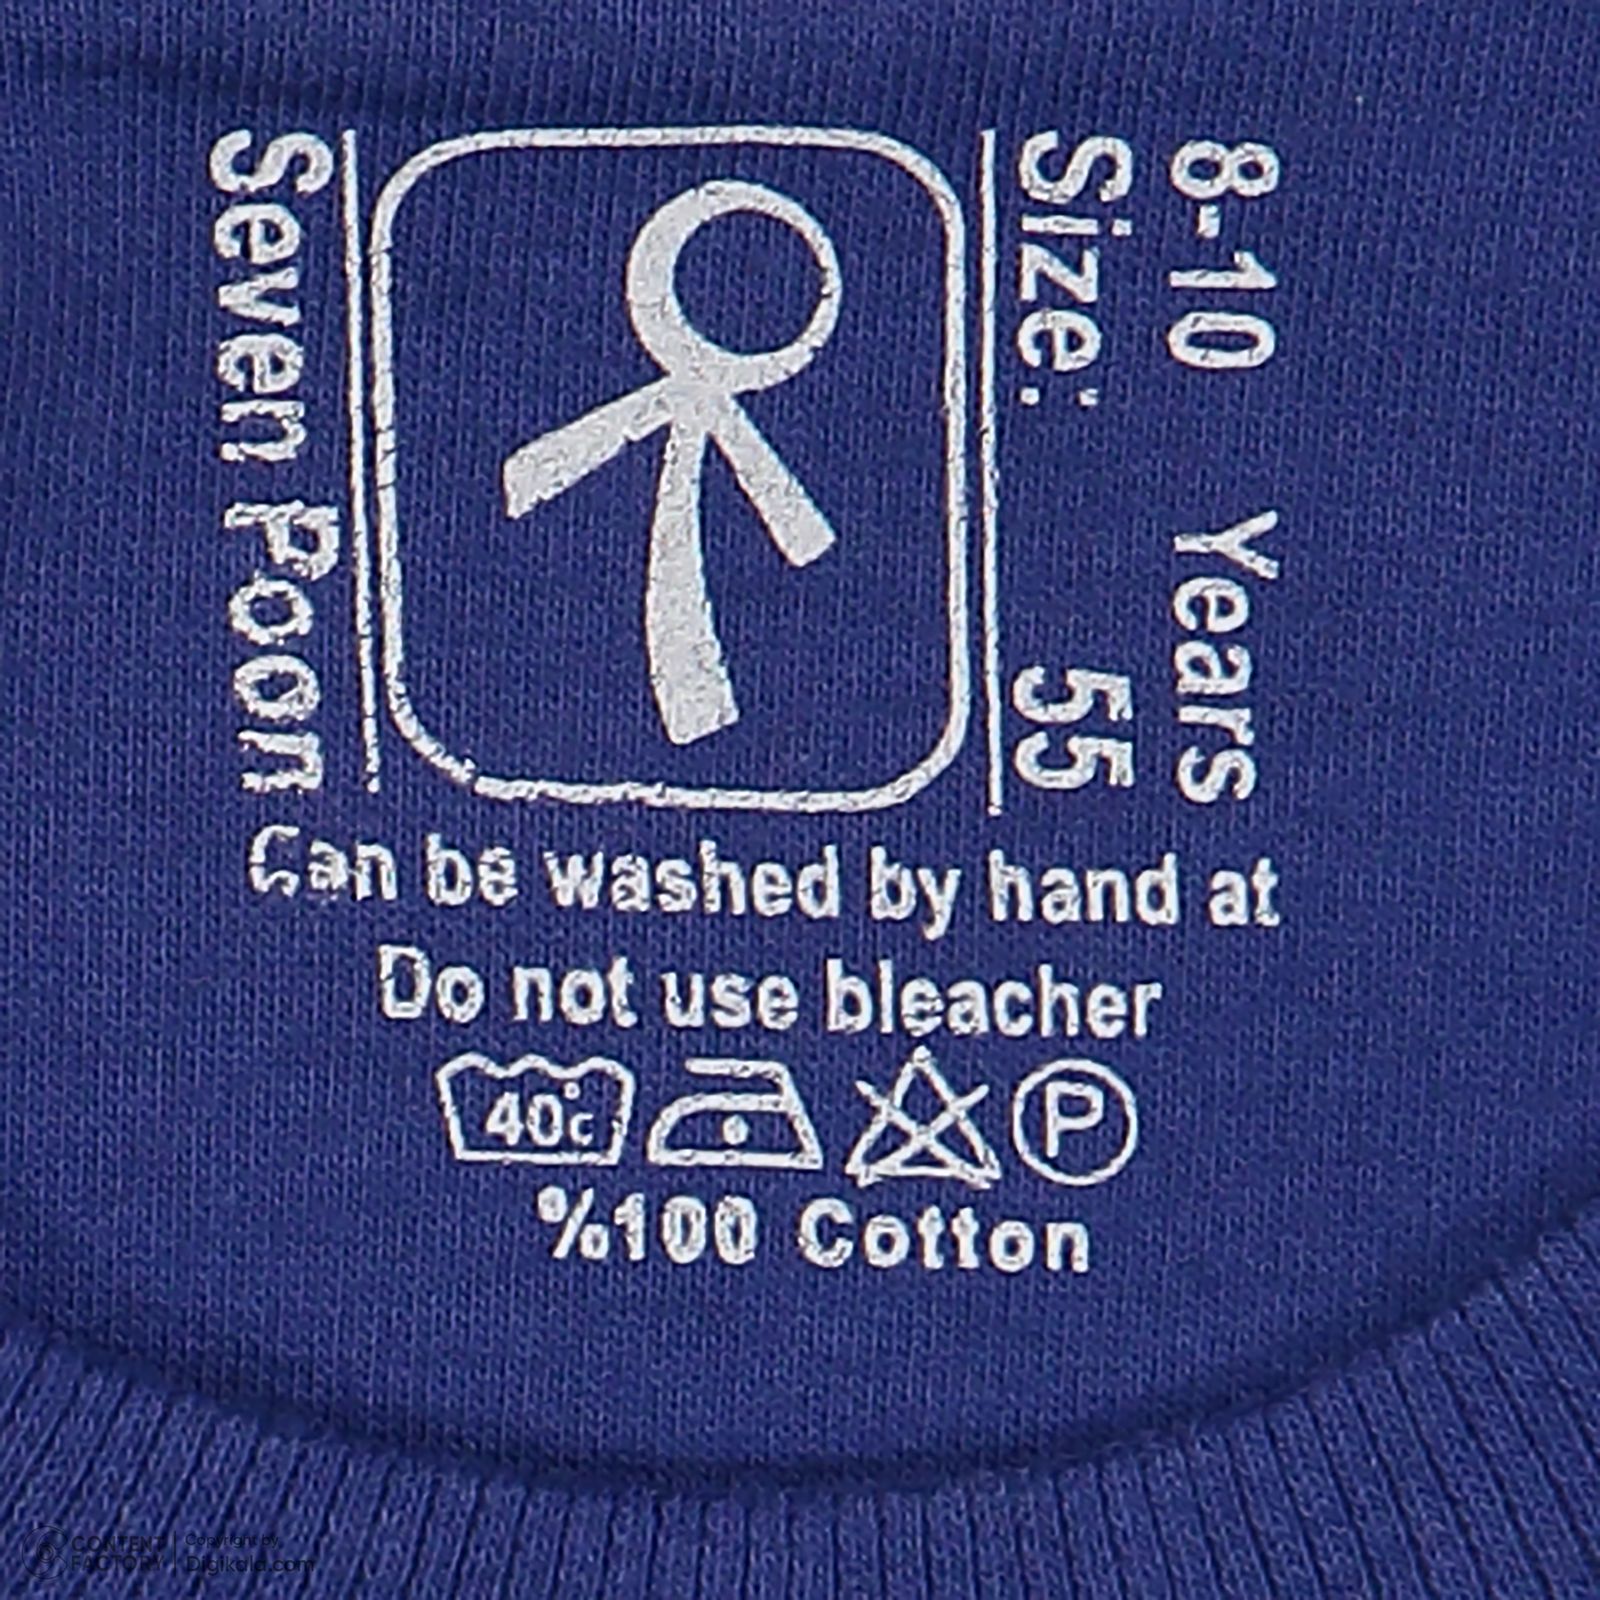 Seven Poon
8-10 Years
Size: 55
Can be washed by hand at
Do not use bleacher
40°c
P
%100 Cotton
CONTENT FACTORY
Copyright by
Digikala.com